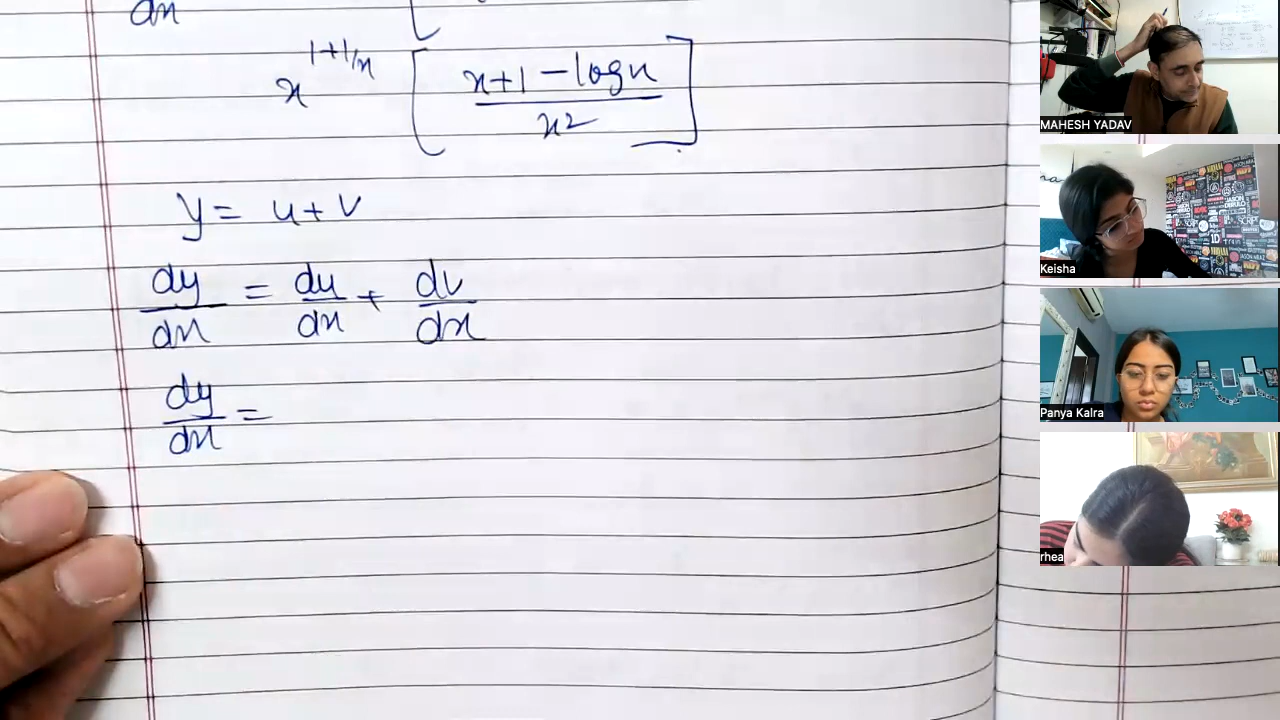 dx
x^{1+1/x} [ (x+1 - log x) / x^2 ]
y = u + v
dy/dx = du/dx + dv/dx
dy/dx =
MAHESH YADAV
Keisha
Panya Kalra
rhea